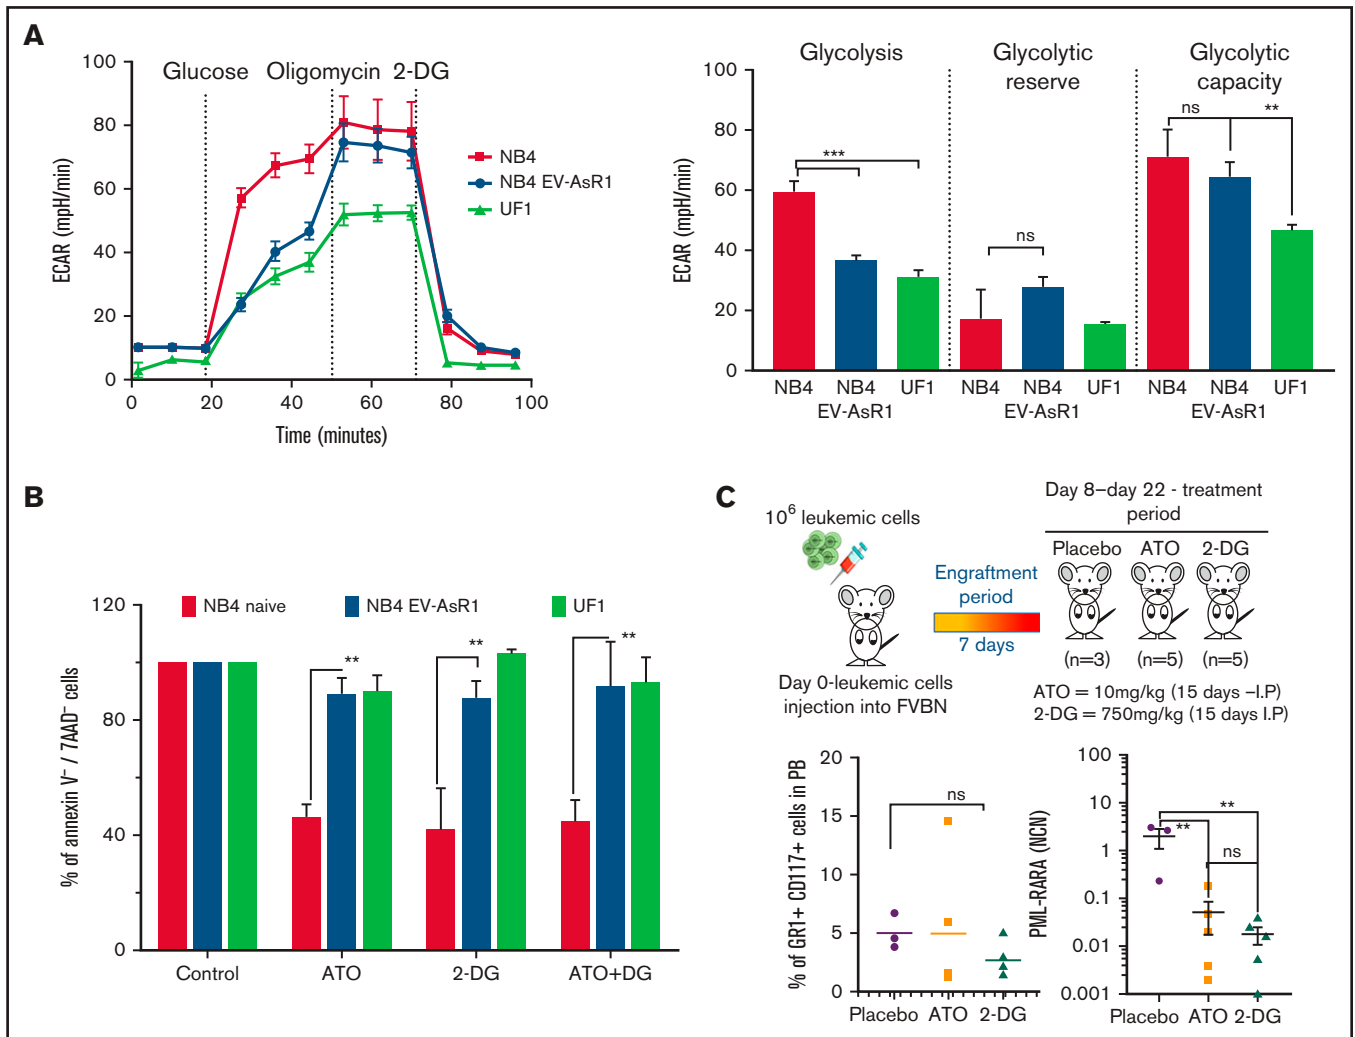 A
100
80
60
40
20
0
ECAR (mpH/min)
Glucose Oligomycin 2-DG
NB4
NB4 EV-AsR1
UF1
0 20 40 60 80 100
Time (minutes)
Glycolysis
Glycolytic
reserve
Glycolytic
capacity
100
80
60
40
20
0
ECAR (mpH/min)
***
ns
ns **
NB4 NB4 UF1 NB4 NB4 UF1 NB4 NB4 UF1
EV-AsR1 EV-AsR1 EV-AsR1
B
NB4 naive NB4 EV-AsR1 UF1
120
80
40
0
% of annexin V⁻ / 7AAD⁻ cells
** ** **
Control ATO 2-DG ATO+DG
C
10⁶ leukemic cells
Day 0-leukemic cells
injection into FVBN
Engraftment
period
7 days
Day 8–day 22 - treatment
period
Placebo ATO 2-DG
(n=3) (n=5) (n=5)
ATO = 10mg/kg (15 days –I.P)
2-DG = 750mg/kg (15 days I.P)
20
15
10
5
0
% of GR1+ CD117+ cells in PB
ns
Placebo ATO 2-DG
100
10
1
0.1
0.01
0.001
PML-RARA (NCN)
**
**
ns
Placebo ATO 2-DG